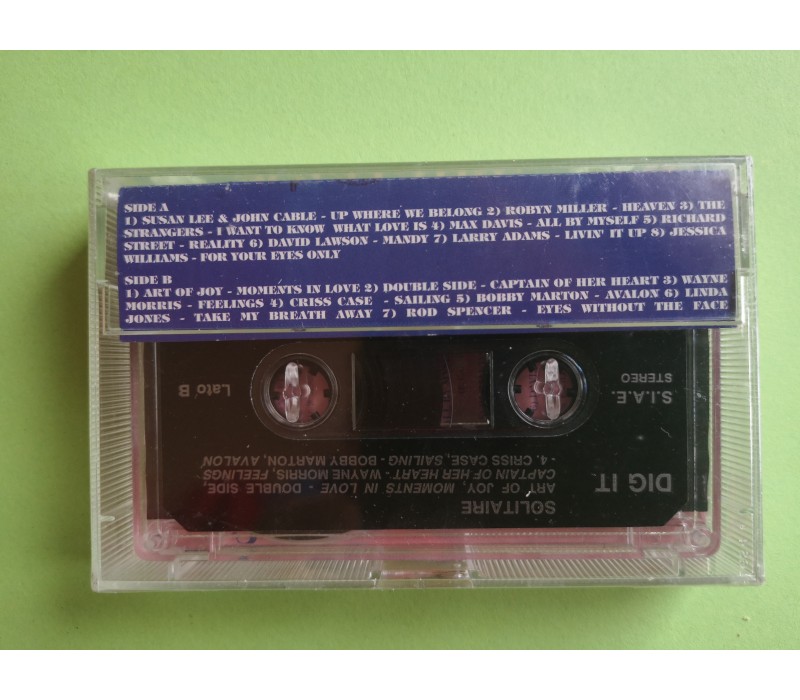 SIDE A
1) SUSAN LEE & JOHN CABLE - UP WHERE WE BELONG 2) ROBYN MILLER - HEAVEN 3) THE
STRANGERS - I WANT TO KNOW WHAT LOVE IS 4) MAX DAVIS - ALL BY MYSELF 5) RICHARD
STREET - REALITY 6) DAVID LAWSON - MANDY 7) LARRY ADAMS - LIVIN' IT UP 8) JESSICA
WILLIAMS - FOR YOUR EYES ONLY
SIDE B
1) ART OF JOY - MOMENTS IN LOVE 2) DOUBLE SIDE - CAPTAIN OF HER HEART 3) WAYNE
MORRIS - FEELINGS 4) CRISS CASE - SAILING 5) BOBBY MARTON - AVALON 6) LINDA
JONES - TAKE MY BREATH AWAY 7) ROD SPENCER - EYES WITHOUT THE FACE
SOLITAIRE
DIG IT
ART OF JOY, MOMENTS IN LOVE - DOUBLE SIDE,
CAPTAIN OF HER HEART - WAYNE MORRIS, FEELINGS
- 4. CRISS CASE, SAILING - BOBBY MARTON, AVALON
S.I.A.E.
STEREO
Lato B